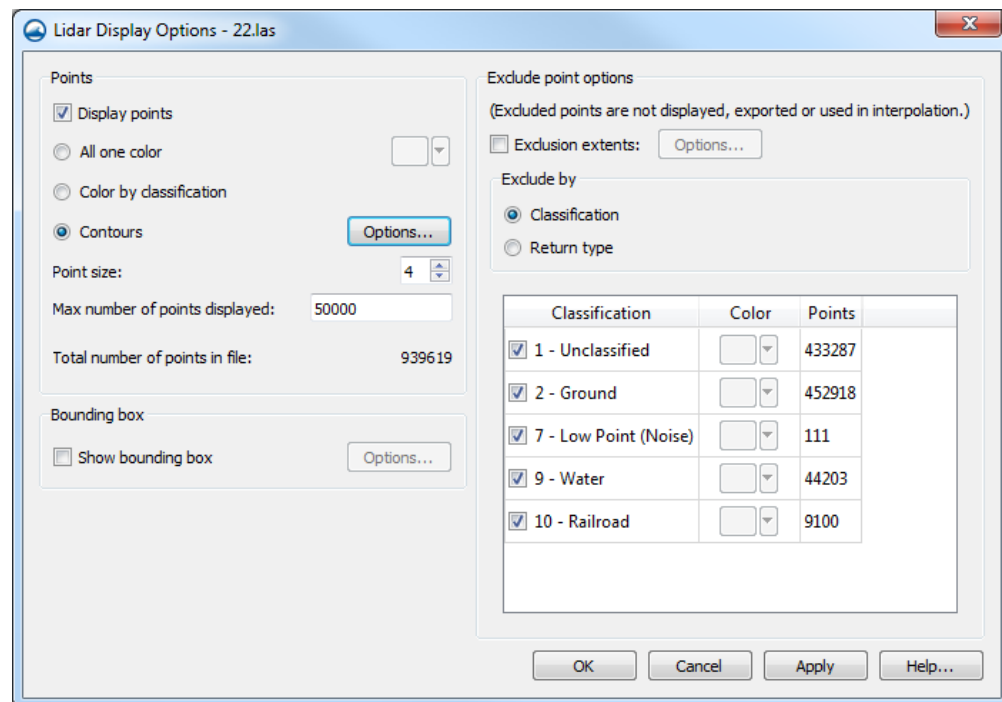 Lidar Display Options - 22.las
Points
Display points
All one color
Color by classification
Contours Options...
Point size: 4
Max number of points displayed: 50000
Total number of points in file: 939619
Bounding box
Show bounding box Options...
Exclude point options
(Excluded points are not displayed, exported or used in interpolation.)
Exclusion extents: Options...
Exclude by
Classification
Return type
Classification Color Points
1 - Unclassified 433287
2 - Ground 452918
7 - Low Point (Noise) 111
9 - Water 44203
10 - Railroad 9100
OK Cancel Apply Help...